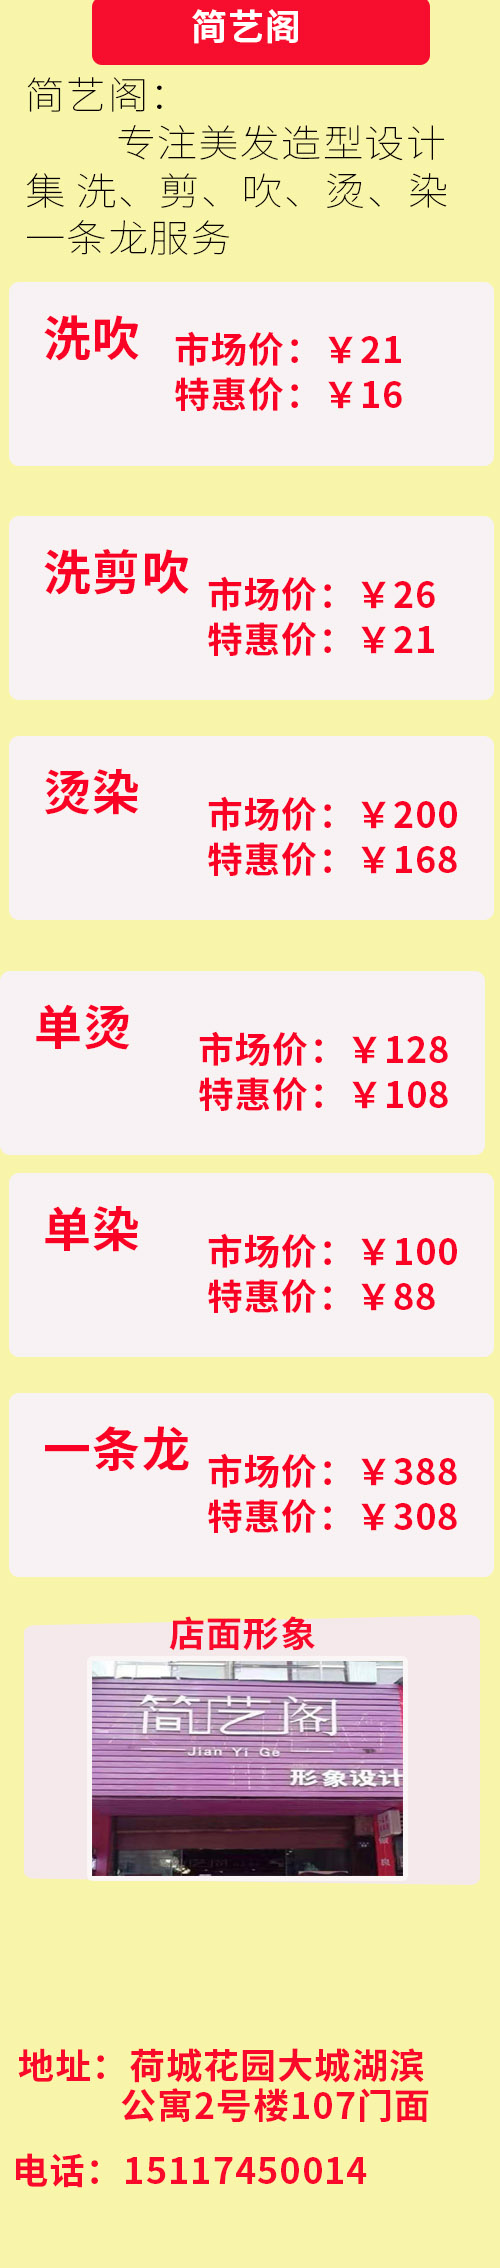 简艺阁
简艺阁：
专注美发造型设计
集 洗、剪、吹、烫、染
一条龙服务
洗吹
市场价：￥21
特惠价：￥16
洗剪吹
市场价：￥26
特惠价：￥21
烫染
市场价：￥200
特惠价：￥168
单烫
市场价：￥128
特惠价：￥108
单染
市场价：￥100
特惠价：￥88
一条龙
市场价：￥388
特惠价：￥308
店面形象
简艺阁
Jian Yi Ge
形象设计
地址：荷城花园大城湖滨
公寓2号楼107门面
电话：15117450014